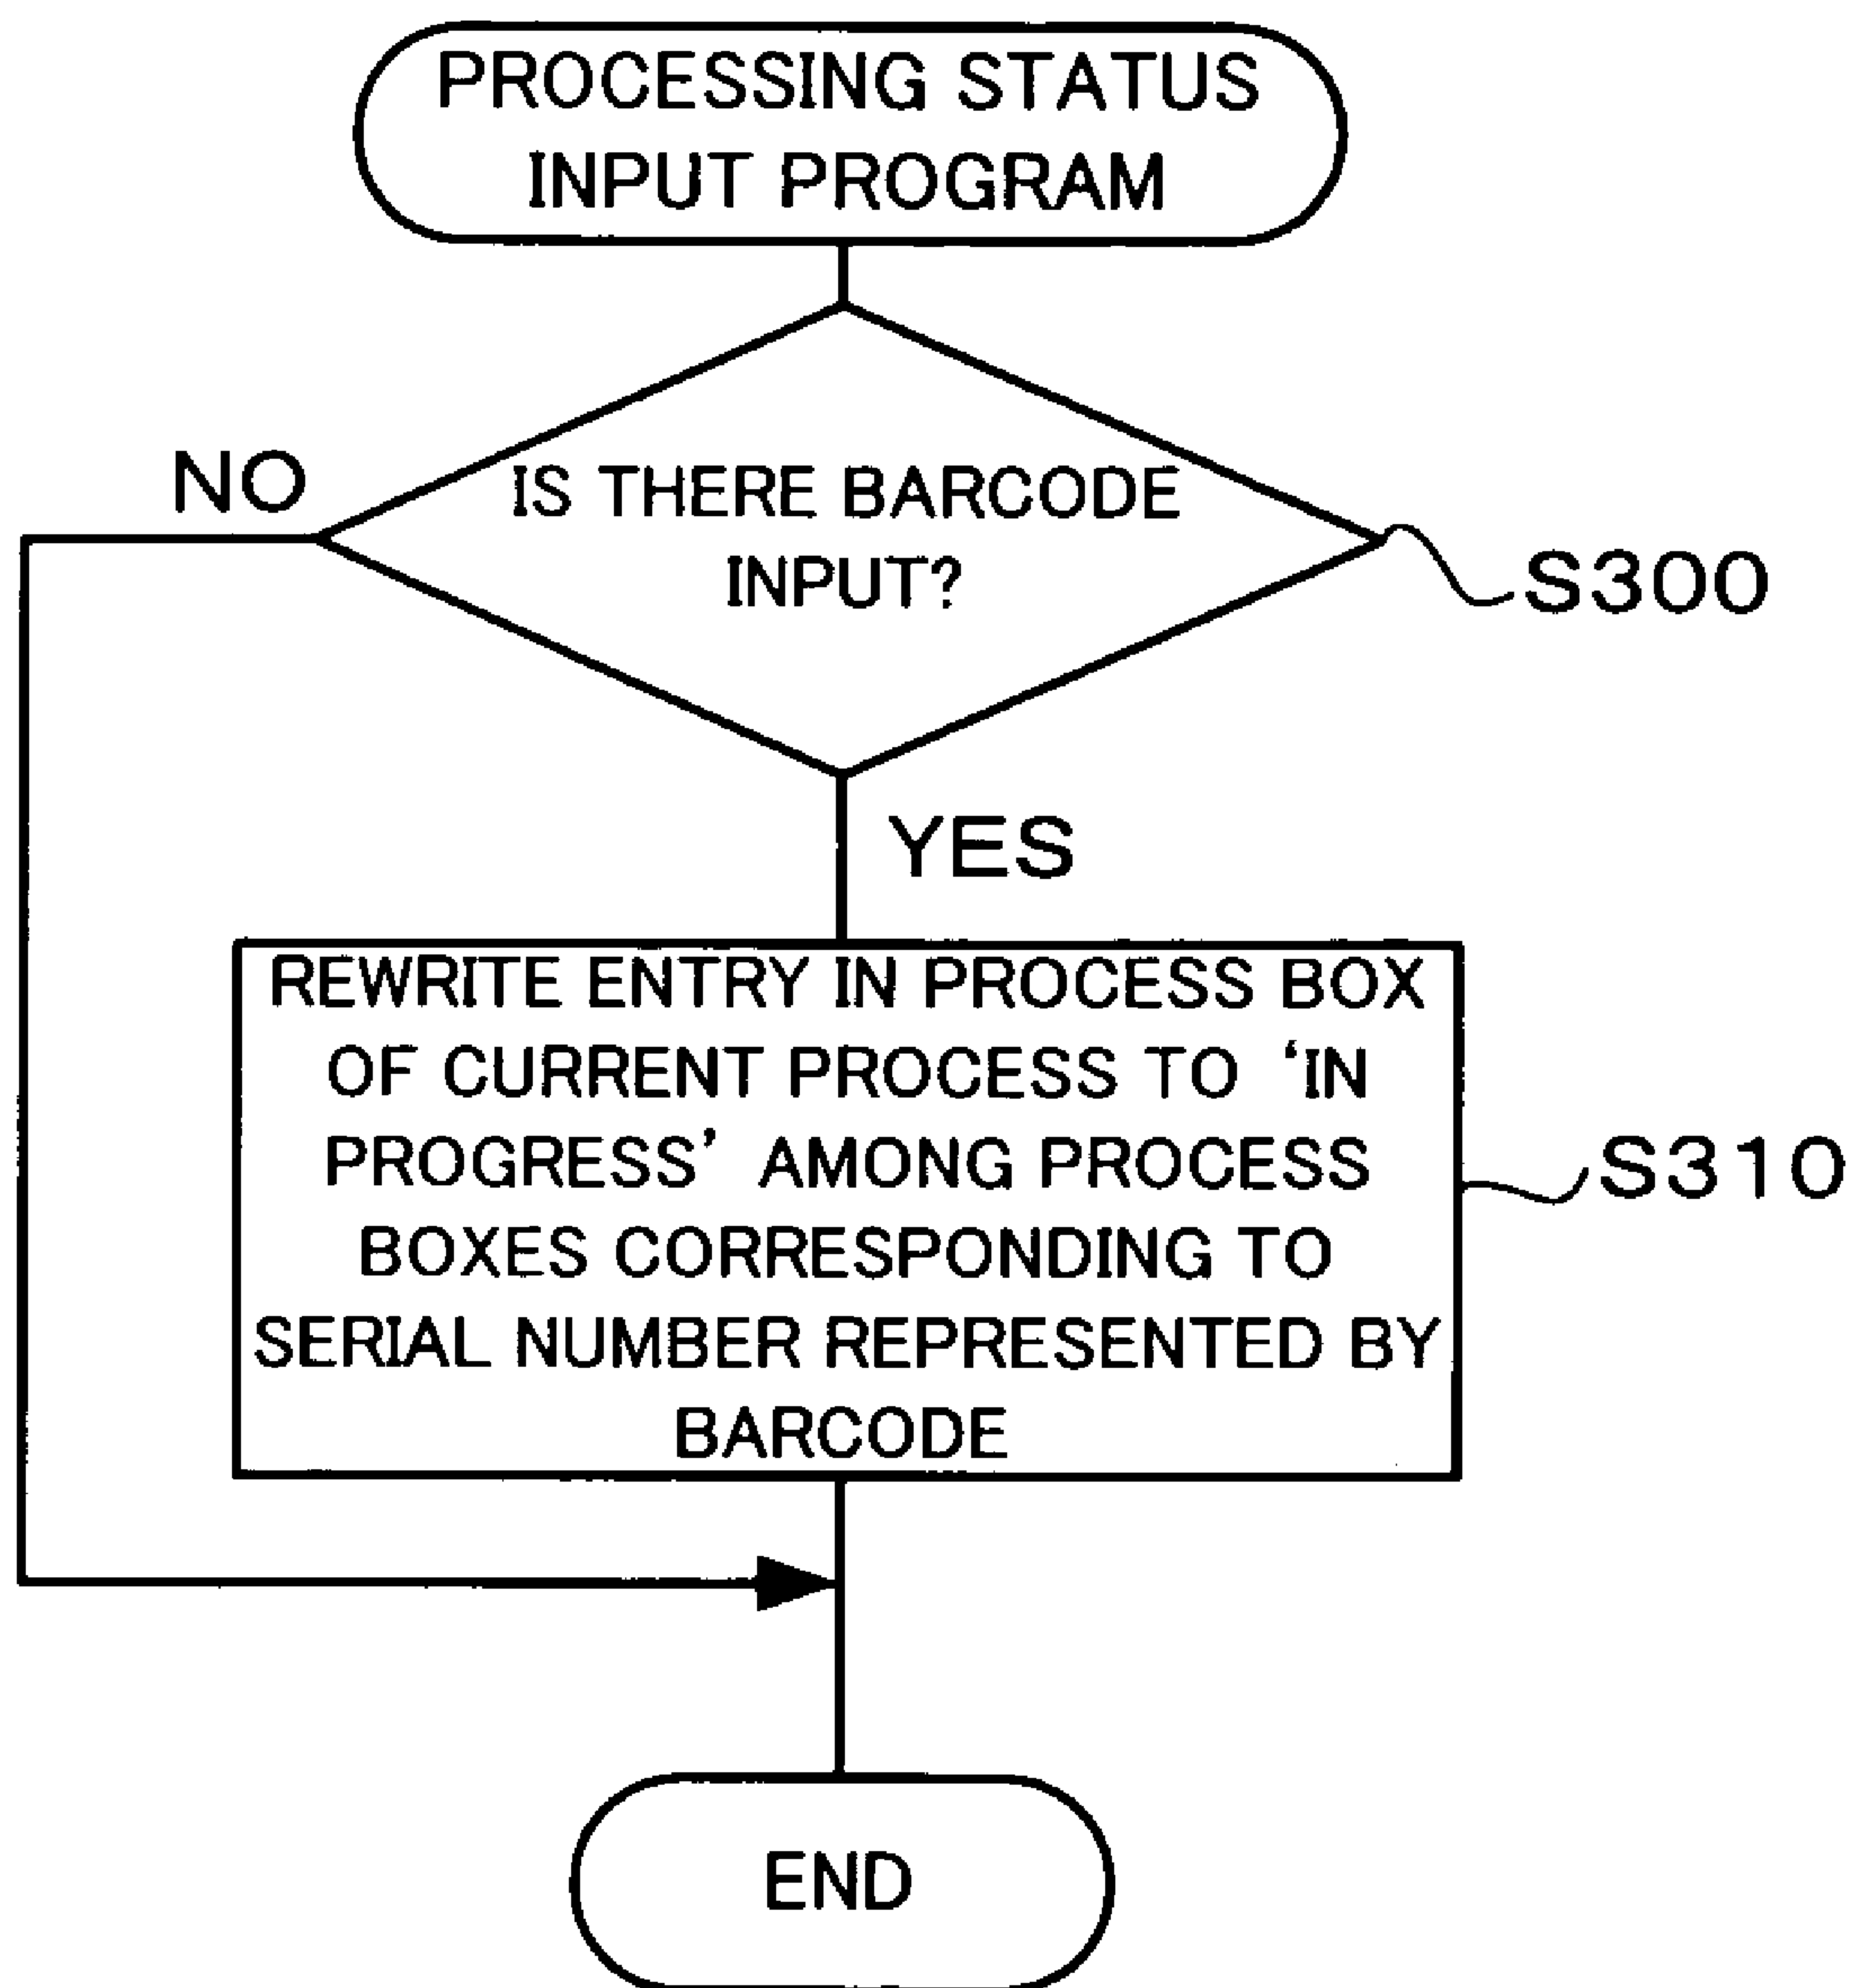 PROCESSING STATUS
INPUT PROGRAM
NO
IS THERE BARCODE
INPUT?
S300
YES
REWRITE ENTRY IN PROCESS BOX
OF CURRENT PROCESS TO ‘IN
PROGRESS’ AMONG PROCESS
BOXES CORRESPONDING TO
SERIAL NUMBER REPRESENTED BY
BARCODE
S310
END